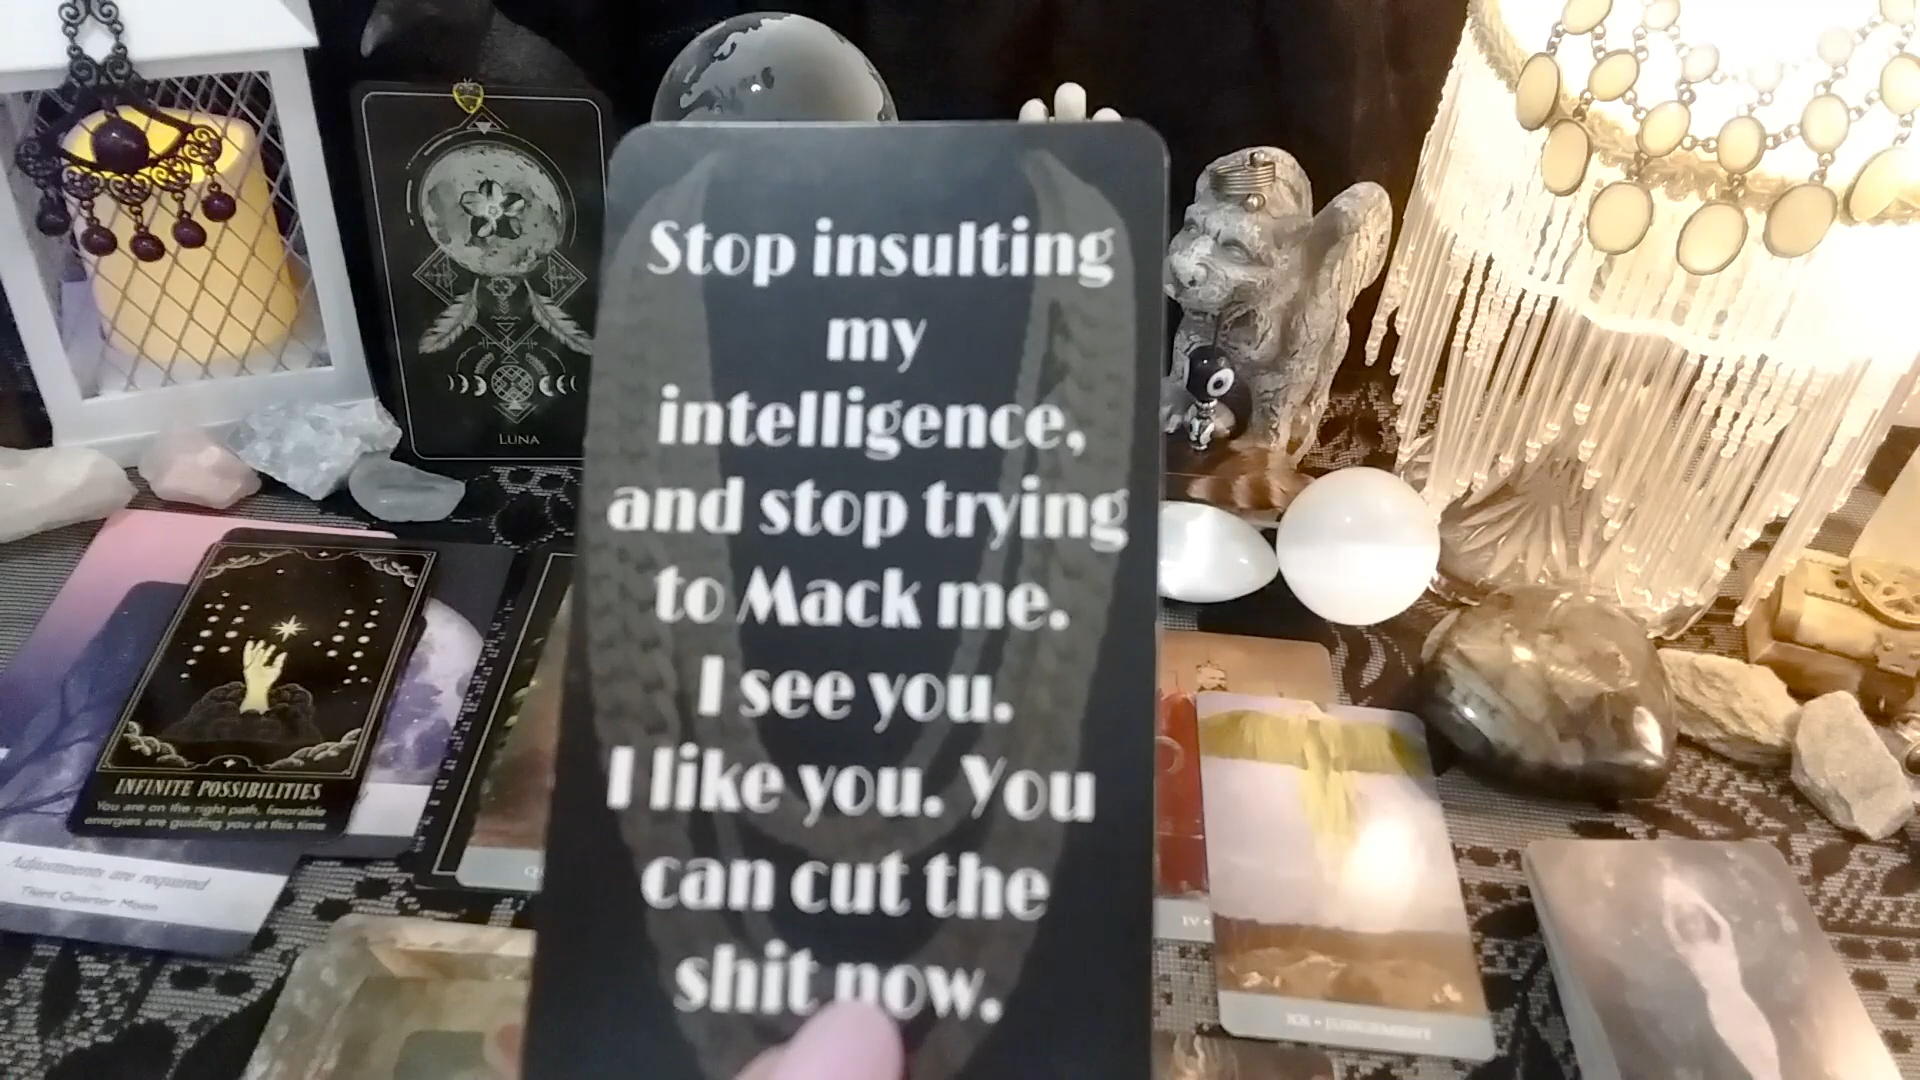 LUNA
Stop insulting
my
intelligence,
and stop trying
to Mack me.
I see you.
I like you. You
can cut the
shit now.
INFINITE POSSIBILITIES
You are on the right path, favorable
energies are guiding you at this time
Adjustments are required
Third Quarter Moon
IV •
XX • JUDGEMENT